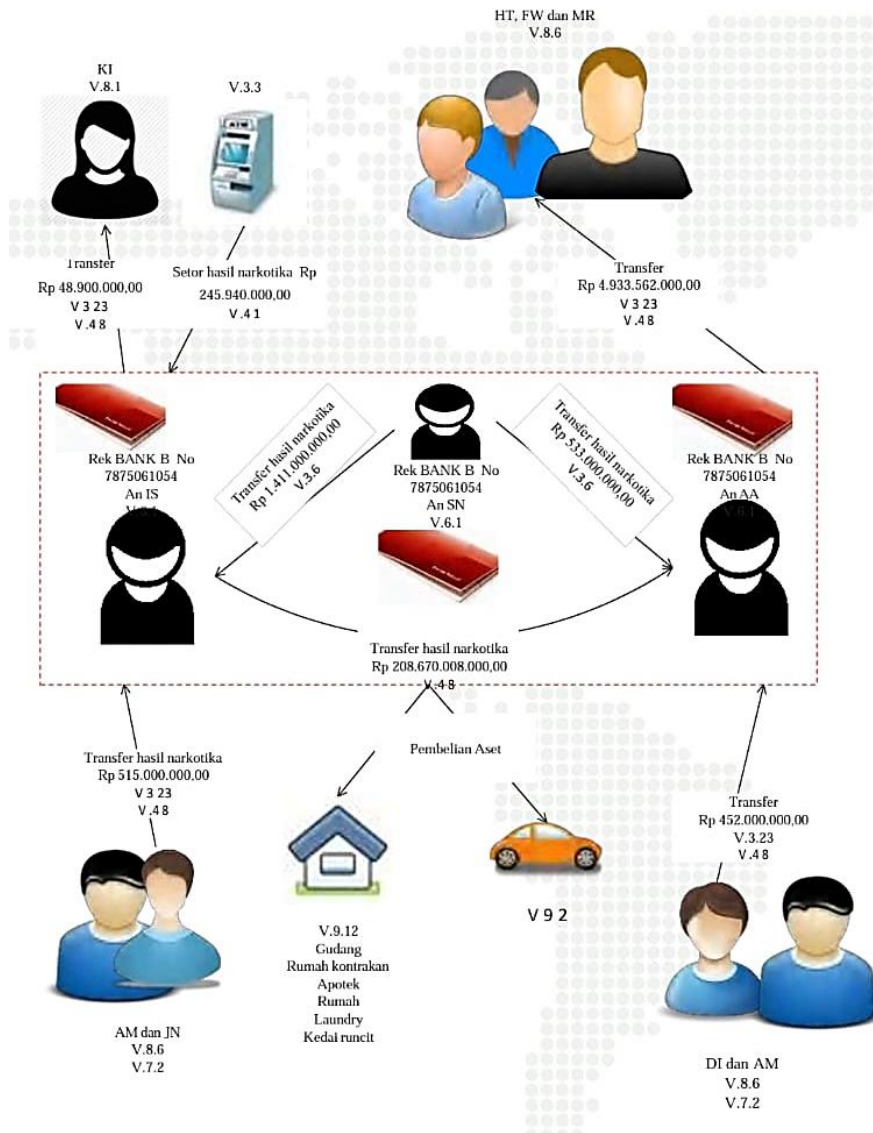 HT, FW dan MR
V.8.6
KI
V.8.1
V.3.3
ATM
Transfer
Rp 48.900.000,00
V 3 23
V .4 8
Setor hasil narkotika Rp
245.940.000,00
V .4 1
Transfer
Rp 4.933.562.000,00
V 3 23
V .4 8
Rek BANK B No
7875061054
An IS
Transfer hasil narkotika
Rp 1.411.000.000,00
V.3.6
Rek BANK B No
7875061054
An SN
V.6.1
Transfer hasil narkotika
Rp 533.000.000,00
V.3.6
Rek BANK B No
7875061054
An AA
V.6.1
Transfer hasil narkotika
Rp 208.670.008.000,00
V .4 8
Transfer hasil narkotika
Rp 515.000.000,00
V 3 23
V .4 8
Pembelian Aset
Transfer
Rp 452.000.000,00
V.3.23
V .4 8
V 9 2
V.9.12
Gudang
Rumah kontrakan
Apotek
Rumah
Laundry
Kedai runcit
AM dan JN
V.8.6
V.7.2
DI dan AM
V.8.6
V.7.2